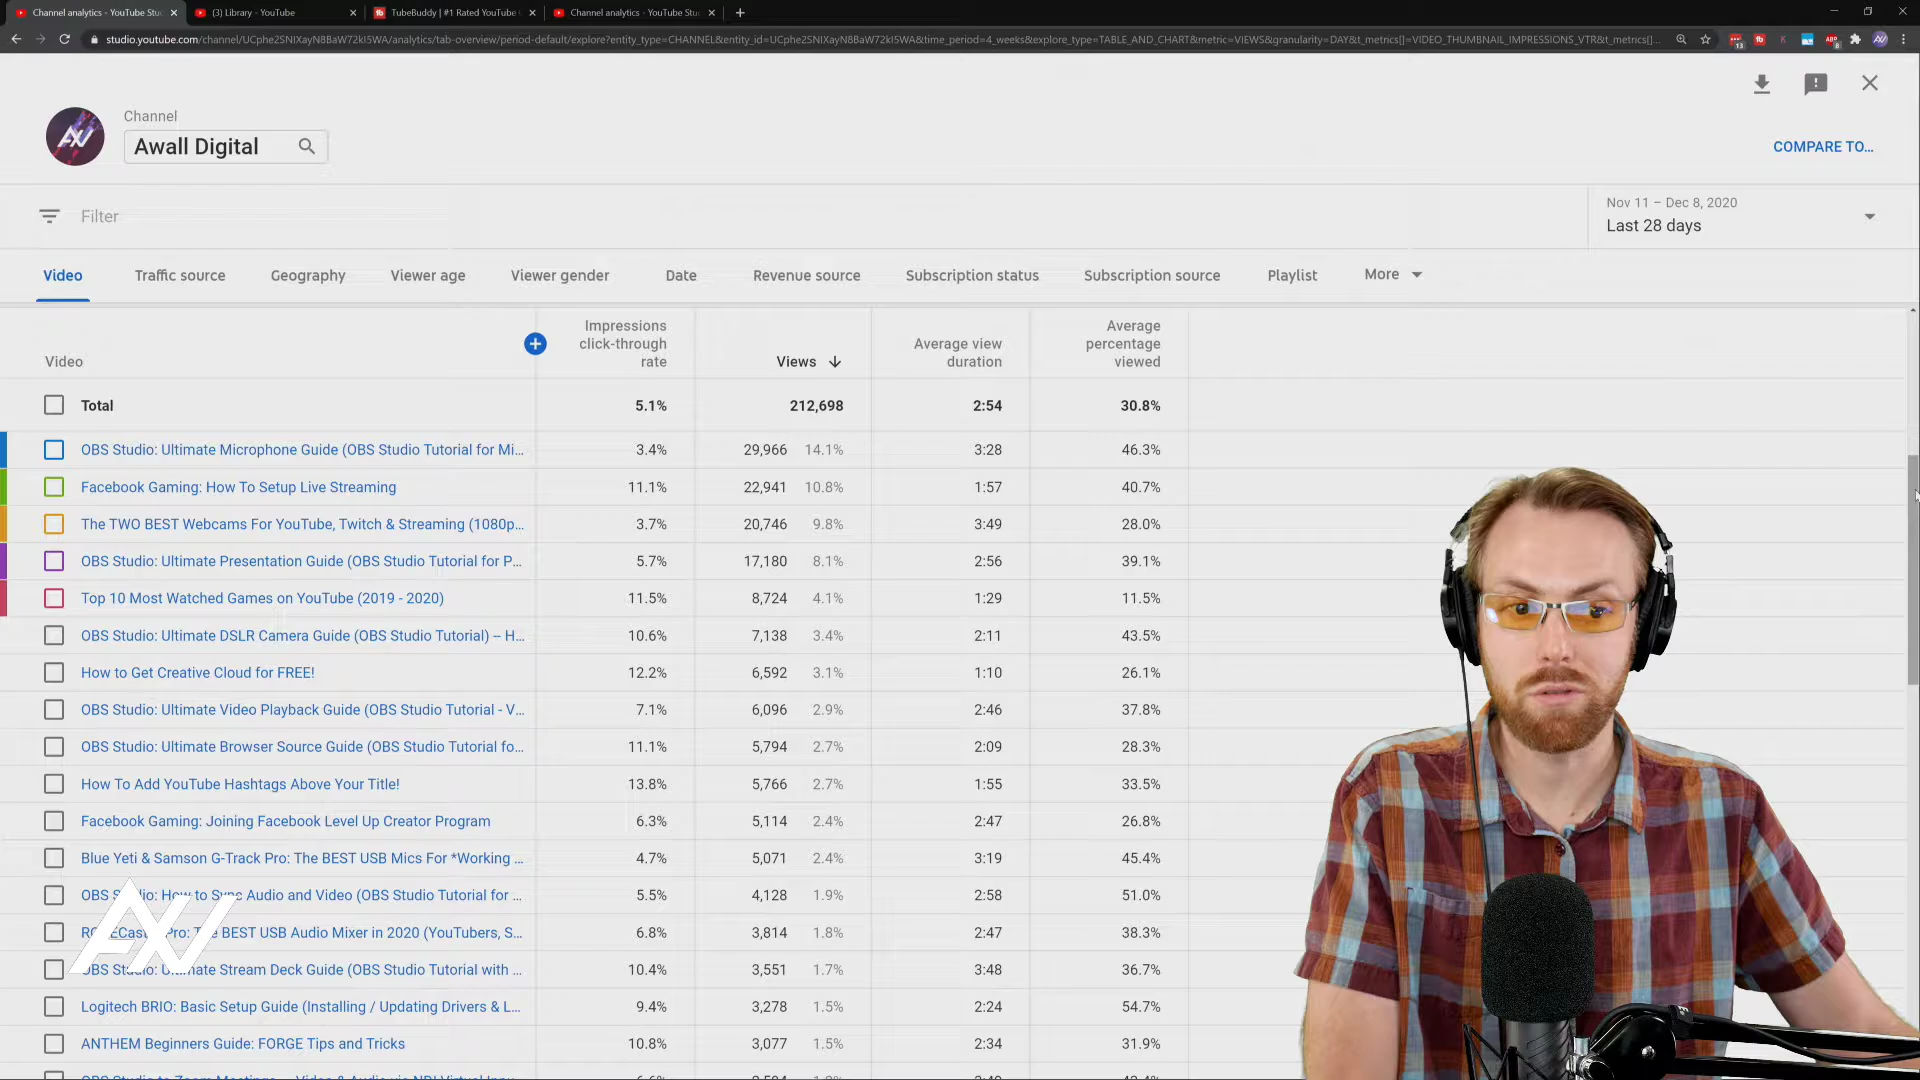 Channel analytics - YouTube Stu
(3) Library - YouTube
TubeBuddy | #1 Rated YouTube
Channel analytics - YouTube Stu
studio.youtube.com/channel/UCphe2SNIXayN8BaW72kI5WA/analytics/tab-overview/period-default/explore?entity_type=CHANNEL&entity_id=UCphe2SNIXayN8BaW72kI5WA&time_period=4_weeks&explore_type=TABLE_AND_CHART&metric=VIEWS&granularity=DAY&t_metrics[]=VIDEO_THUMBNAIL_IMPRESSIONS_VTR&t_metrics[]...
Channel
Awall Digital
COMPARE TO...
Filter
Nov 11 – Dec 8, 2020
Last 28 days
Video Traffic source Geography Viewer age Viewer gender Date Revenue source Subscription status Subscription source Playlist More
Video
Impressions click-through rate
Views
Average view duration
Average percentage viewed
Total 5.1% 212,698 2:54 30.8%
OBS Studio: Ultimate Microphone Guide (OBS Studio Tutorial for Mi... 3.4% 29,966 14.1% 3:28 46.3%
Facebook Gaming: How To Setup Live Streaming 11.1% 22,941 10.8% 1:57 40.7%
The TWO BEST Webcams For YouTube, Twitch & Streaming (1080p... 3.7% 20,746 9.8% 3:49 28.0%
OBS Studio: Ultimate Presentation Guide (OBS Studio Tutorial for P... 5.7% 17,180 8.1% 2:56 39.1%
Top 10 Most Watched Games on YouTube (2019 - 2020) 11.5% 8,724 4.1% 1:29 11.5%
OBS Studio: Ultimate DSLR Camera Guide (OBS Studio Tutorial) – H... 10.6% 7,138 3.4% 2:11 43.5%
How to Get Creative Cloud for FREE! 12.2% 6,592 3.1% 1:10 26.1%
OBS Studio: Ultimate Video Playback Guide (OBS Studio Tutorial - V... 7.1% 6,096 2.9% 2:46 37.8%
OBS Studio: Ultimate Browser Source Guide (OBS Studio Tutorial fo... 11.1% 5,794 2.7% 2:09 28.3%
How To Add YouTube Hashtags Above Your Title! 13.8% 5,766 2.7% 1:55 33.5%
Facebook Gaming: Joining Facebook Level Up Creator Program 6.3% 5,114 2.4% 2:47 26.8%
Blue Yeti & Samson G-Track Pro: The BEST USB Mics For *Working ... 4.7% 5,071 2.4% 3:19 45.4%
OBS Studio: How to Sync Audio and Video (OBS Studio Tutorial for ... 5.5% 4,128 1.9% 2:58 51.0%
RODECaster Pro: The BEST USB Audio Mixer in 2020 (YouTubers, S... 6.8% 3,814 1.8% 2:47 38.3%
OBS Studio: Ultimate Stream Deck Guide (OBS Studio Tutorial with ... 10.4% 3,551 1.7% 3:48 36.7%
Logitech BRIO: Basic Setup Guide (Installing / Updating Drivers & L... 9.4% 3,278 1.5% 2:24 54.7%
ANTHEM Beginners Guide: FORGE Tips and Tricks 10.8% 3,077 1.5% 2:34 31.9%